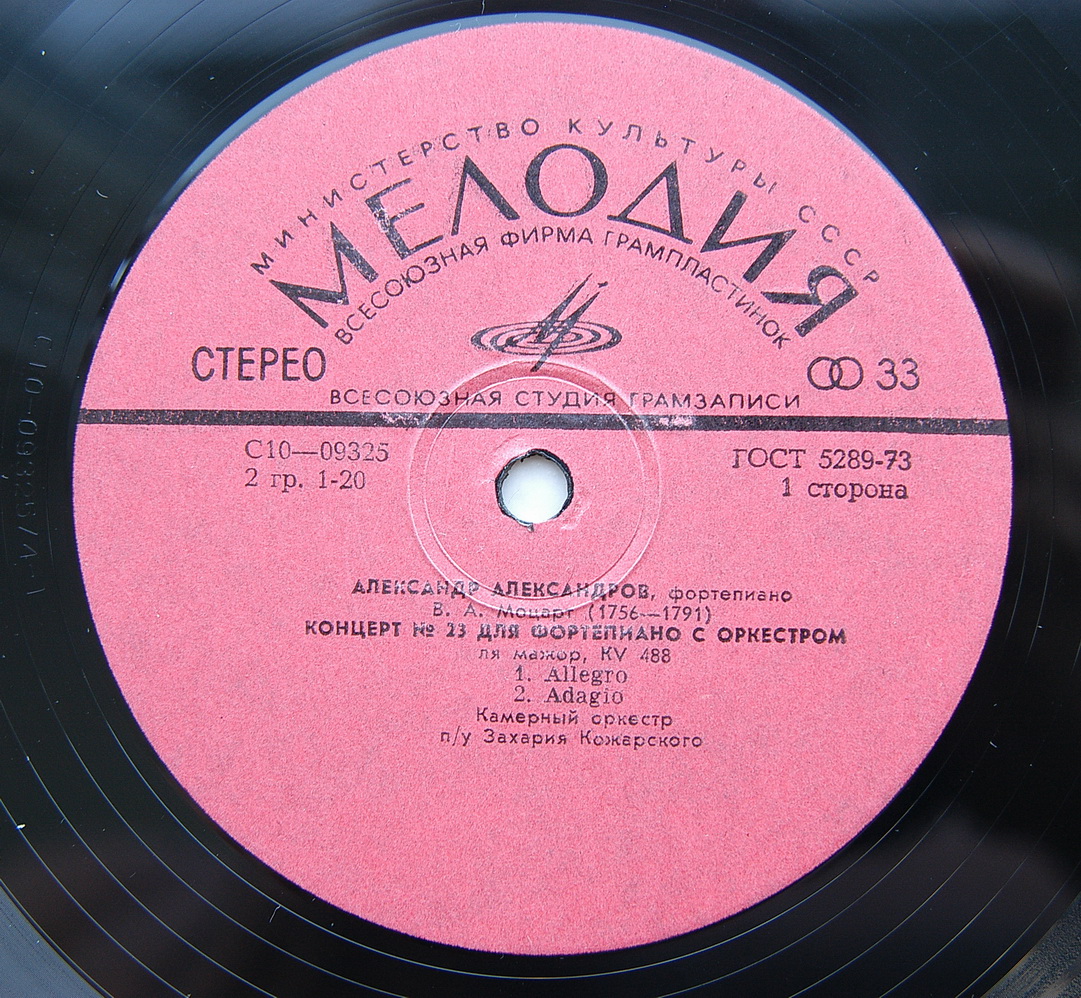 МИНИСТЕРСТВО КУЛЬТУРЫ СССР
МЕЛОДИЯ
ВСЕСОЮЗНАЯ ФИРМА ГРАМПЛАСТИНОК
СТЕРЕО
33
ВСЕСОЮЗНАЯ СТУДИЯ ГРАМЗАПИСИ
С10—09325
ГОСТ 5289-73
2 гр. 1-20
1 сторона
АЛЕКСАНДР АЛЕКСАНДРОВ, фортепиано
В. А. Моцарт (1756—1791)
КОНЦЕРТ № 23 ДЛЯ ФОРТЕПИАНО С ОРКЕСТРОМ
ля мажор, KV 488
1. Allegro
2. Adagio
Камерный оркестр
п/у Захария Кожарского